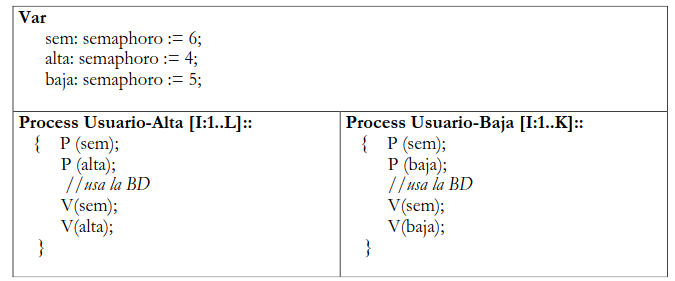 Var
sem: semaphoro := 6;
alta: semaphoro := 4;
baja: semaphoro := 5;
Process Usuario-Alta [I:1..L]::
{ P (sem);
P (alta);
//usa la BD
V(sem);
V(alta);
}
Process Usuario-Baja [I:1..K]::
{ P (sem);
P (baja);
//usa la BD
V(sem);
V(baja);
}